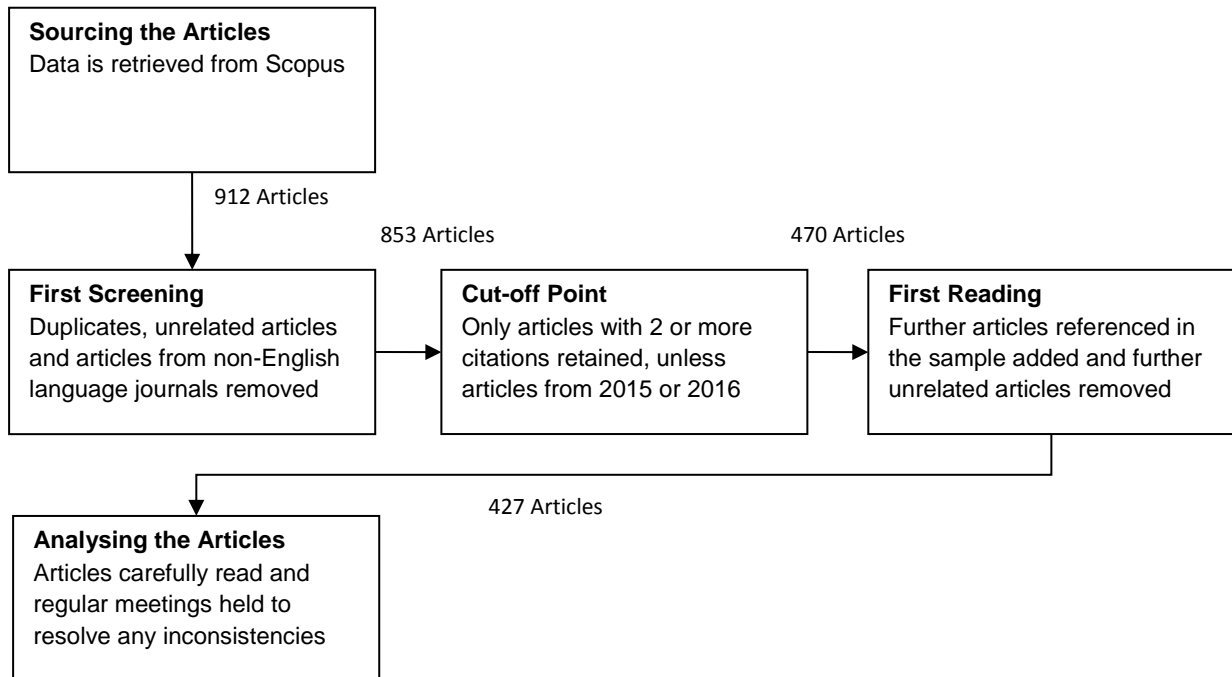 Sourcing the Articles
Data is retrieved from Scopus
912 Articles
853 Articles
470 Articles
First Screening
Duplicates, unrelated articles
and articles from non-English
language journals removed
Cut-off Point
Only articles with 2 or more
citations retained, unless
articles from 2015 or 2016
First Reading
Further articles referenced in
the sample added and further
unrelated articles removed
427 Articles
Analysing the Articles
Articles carefully read and
regular meetings held to
resolve any inconsistencies